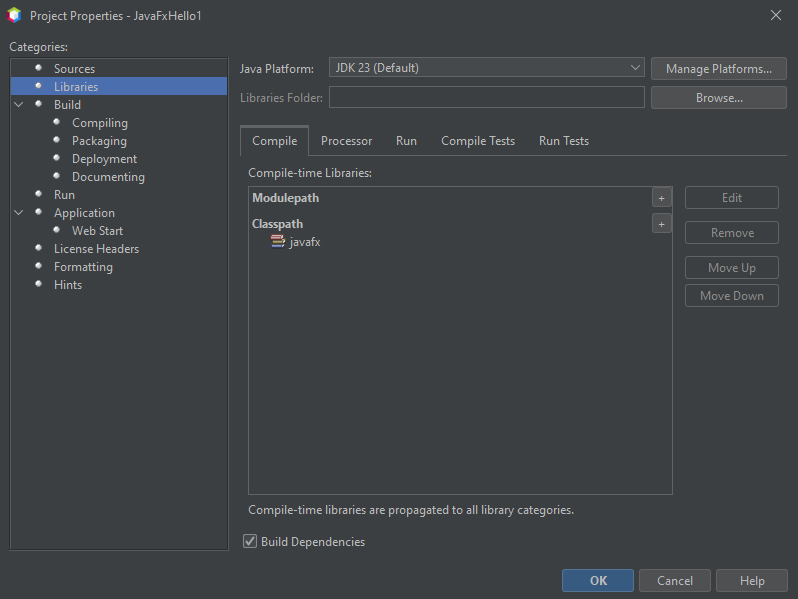 Project Properties - JavaFxHello1
Categories:
Sources
Libraries
Build
Compiling
Packaging
Deployment
Documenting
Run
Application
Web Start
License Headers
Formatting
Hints
Java Platform: JDK 23 (Default) Manage Platforms...
Libraries Folder: Browse...
Compile Processor Run Compile Tests Run Tests
Compile-time Libraries:
Modulepath +
Classpath +
javafx
Edit
Remove
Move Up
Move Down
Compile-time libraries are propagated to all library categories.
Build Dependencies
OK Cancel Help